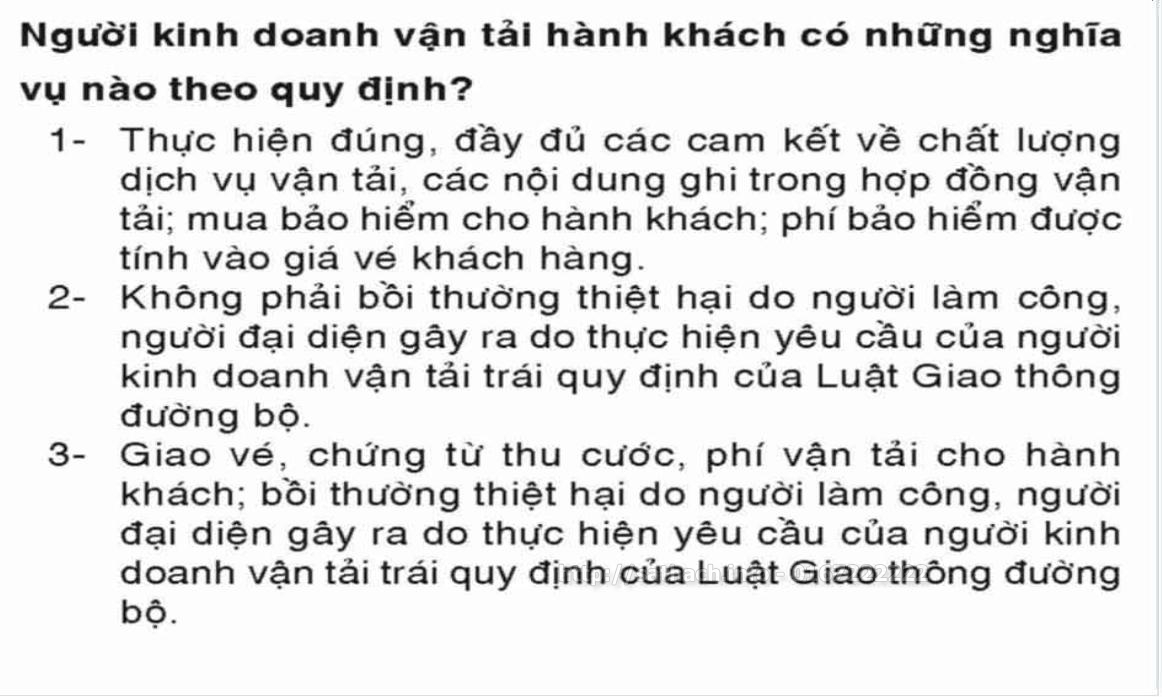 Người kinh doanh vận tải hành khách có những nghĩa
vụ nào theo quy định?
1- Thực hiện đúng, đầy đủ các cam kết về chất lượng
dịch vụ vận tải, các nội dung ghi trong hợp đồng vận
tải; mua bảo hiểm cho hành khách; phí bảo hiểm được
tính vào giá vé khách hàng.
2- Không phải bồi thường thiệt hại do người làm công,
người đại diện gây ra do thực hiện yêu cầu của người
kinh doanh vận tải trái quy định của Luật Giao thông
đường bộ.
3- Giao vé, chứng từ thu cước, phí vận tải cho hành
khách; bồi thường thiệt hại do người làm công, người
đại diện gây ra do thực hiện yêu cầu của người kinh
doanh vận tải trái quy định của Luật Giao thông đường
bộ.